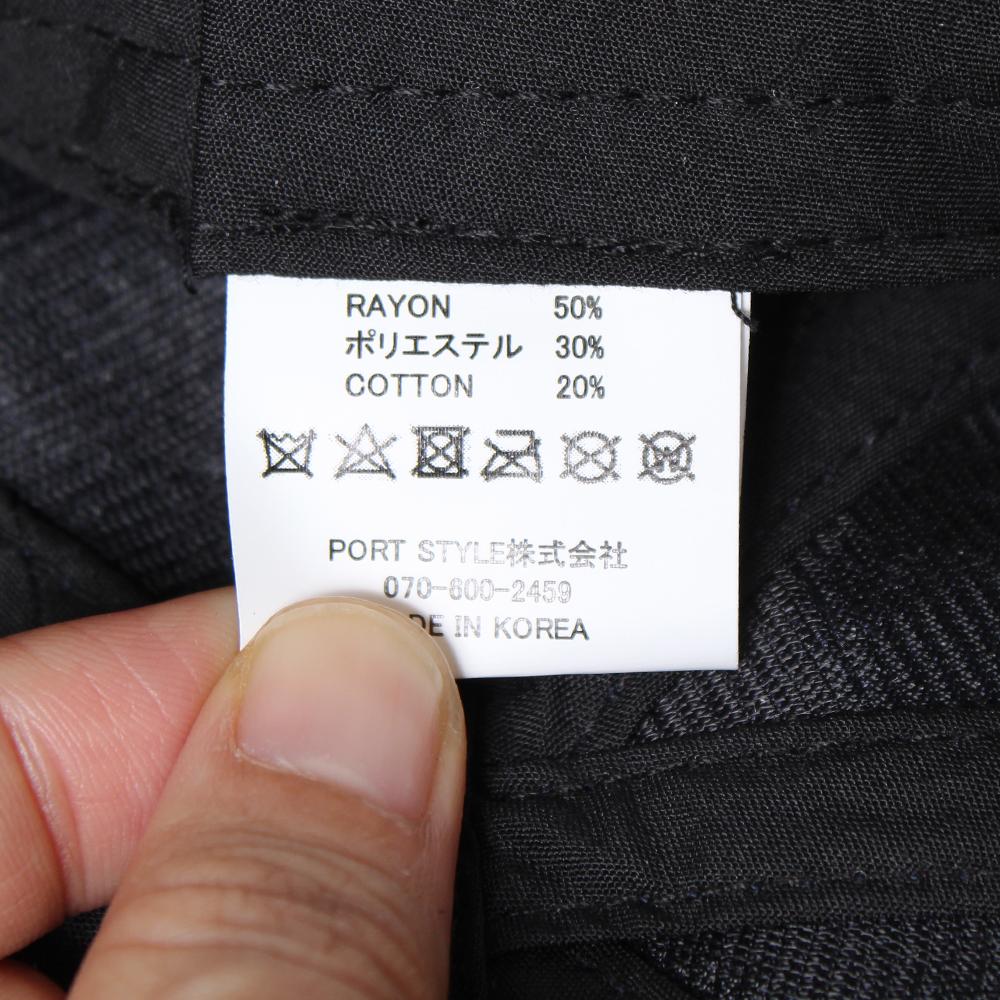 RAYON 50%
ポリエステル 30%
COTTON 20%
PORT STYLE株式会社
070-600-2459
DE IN KOREA